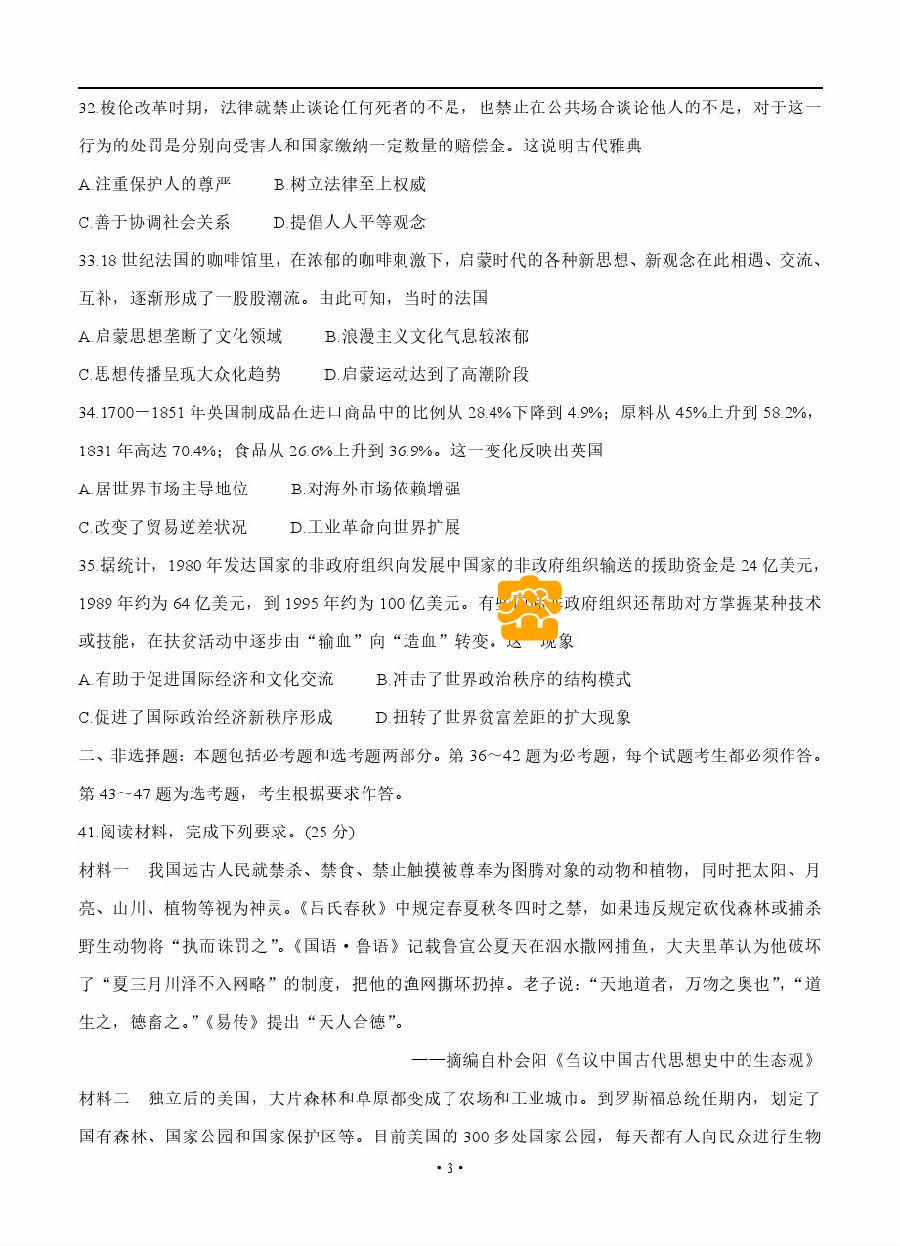 32.梭伦改革时期，法律就禁止谈论任何死者的不是，也禁止在公共场合谈论他人的不是，对于这一
行为的处罚是分别向受害人和国家缴纳一定数量的赔偿金。这说明古代雅典
A.注重保护人的尊严 B.树立法律至上权威
C.善于协调社会关系 D.提倡人人平等观念
33.18 世纪法国的咖啡馆里，在浓郁的咖啡刺激下，启蒙时代的各种新思想、新观念在此相遇、交流、
互补，逐渐形成了一股股潮流。由此可知，当时的法国
A.启蒙思想垄断了文化领域 B.浪漫主义文化气息较浓郁
C.思想传播呈现大众化趋势 D.启蒙运动达到了高潮阶段
34.1700－1851 年英国制成品在进口商品中的比例从 28.4%下降到 4.9%；原料从 45%上升到 58.2%，
1831 年高达 70.4%；食品从 26.6%上升到 36.9%。这一变化反映出英国
A.居世界市场主导地位 B.对海外市场依赖增强
C.改变了贸易逆差状况 D.工业革命向世界扩展
35 据统计，1980 年发达国家的非政府组织向发展中国家的非政府组织输送的援助资金是 24 亿美元，
1989 年约为 64 亿美元，到 1995 年约为 100 亿美元。有 政府组织还帮助对方掌握某种技术
或技能，在扶贫活动中逐步由“输血”向“造血”转变。这一现象
A.有助于促进国际经济和文化交流 B.冲击了世界政治秩序的结构模式
C.促进了国际政治经济新秩序形成 D.扭转了世界贫富差距的扩大现象
二、非选择题：本题包括必考题和选考题两部分。第 36～42 题为必考题，每个试题考生都必须作答。
第 43～47 题为选考题，考生根据要求作答。
41.阅读材料，完成下列要求。(25 分)
材料一 我国远古人民就禁杀、禁食、禁止触摸被尊奉为图腾对象的动物和植物，同时把太阳、月
亮、山川、植物等视为神灵。《吕氏春秋》中规定春夏秋冬四时之禁，如果违反规定砍伐森林或捕杀
野生动物将“执而诛罚之”。《国语·鲁语》记载鲁宣公夏天在泗水撒网捕鱼，大夫里革认为他破坏
了“夏三月川泽不入网略”的制度，把他的渔网撕坏扔掉。老子说：“天地道者，万物之奥也”，“道
生之，德畜之。”《易传》提出“天人合德”。
——摘编自朴会阳《刍议中国古代思想史中的生态观》
材料二 独立后的美国，大片森林和草原都变成了农场和工业城市。到罗斯福总统任期内，划定了
国有森林、国家公园和国家保护区等。目前美国的 300 多处国家公园，每天都有人向民众进行生物
·3·